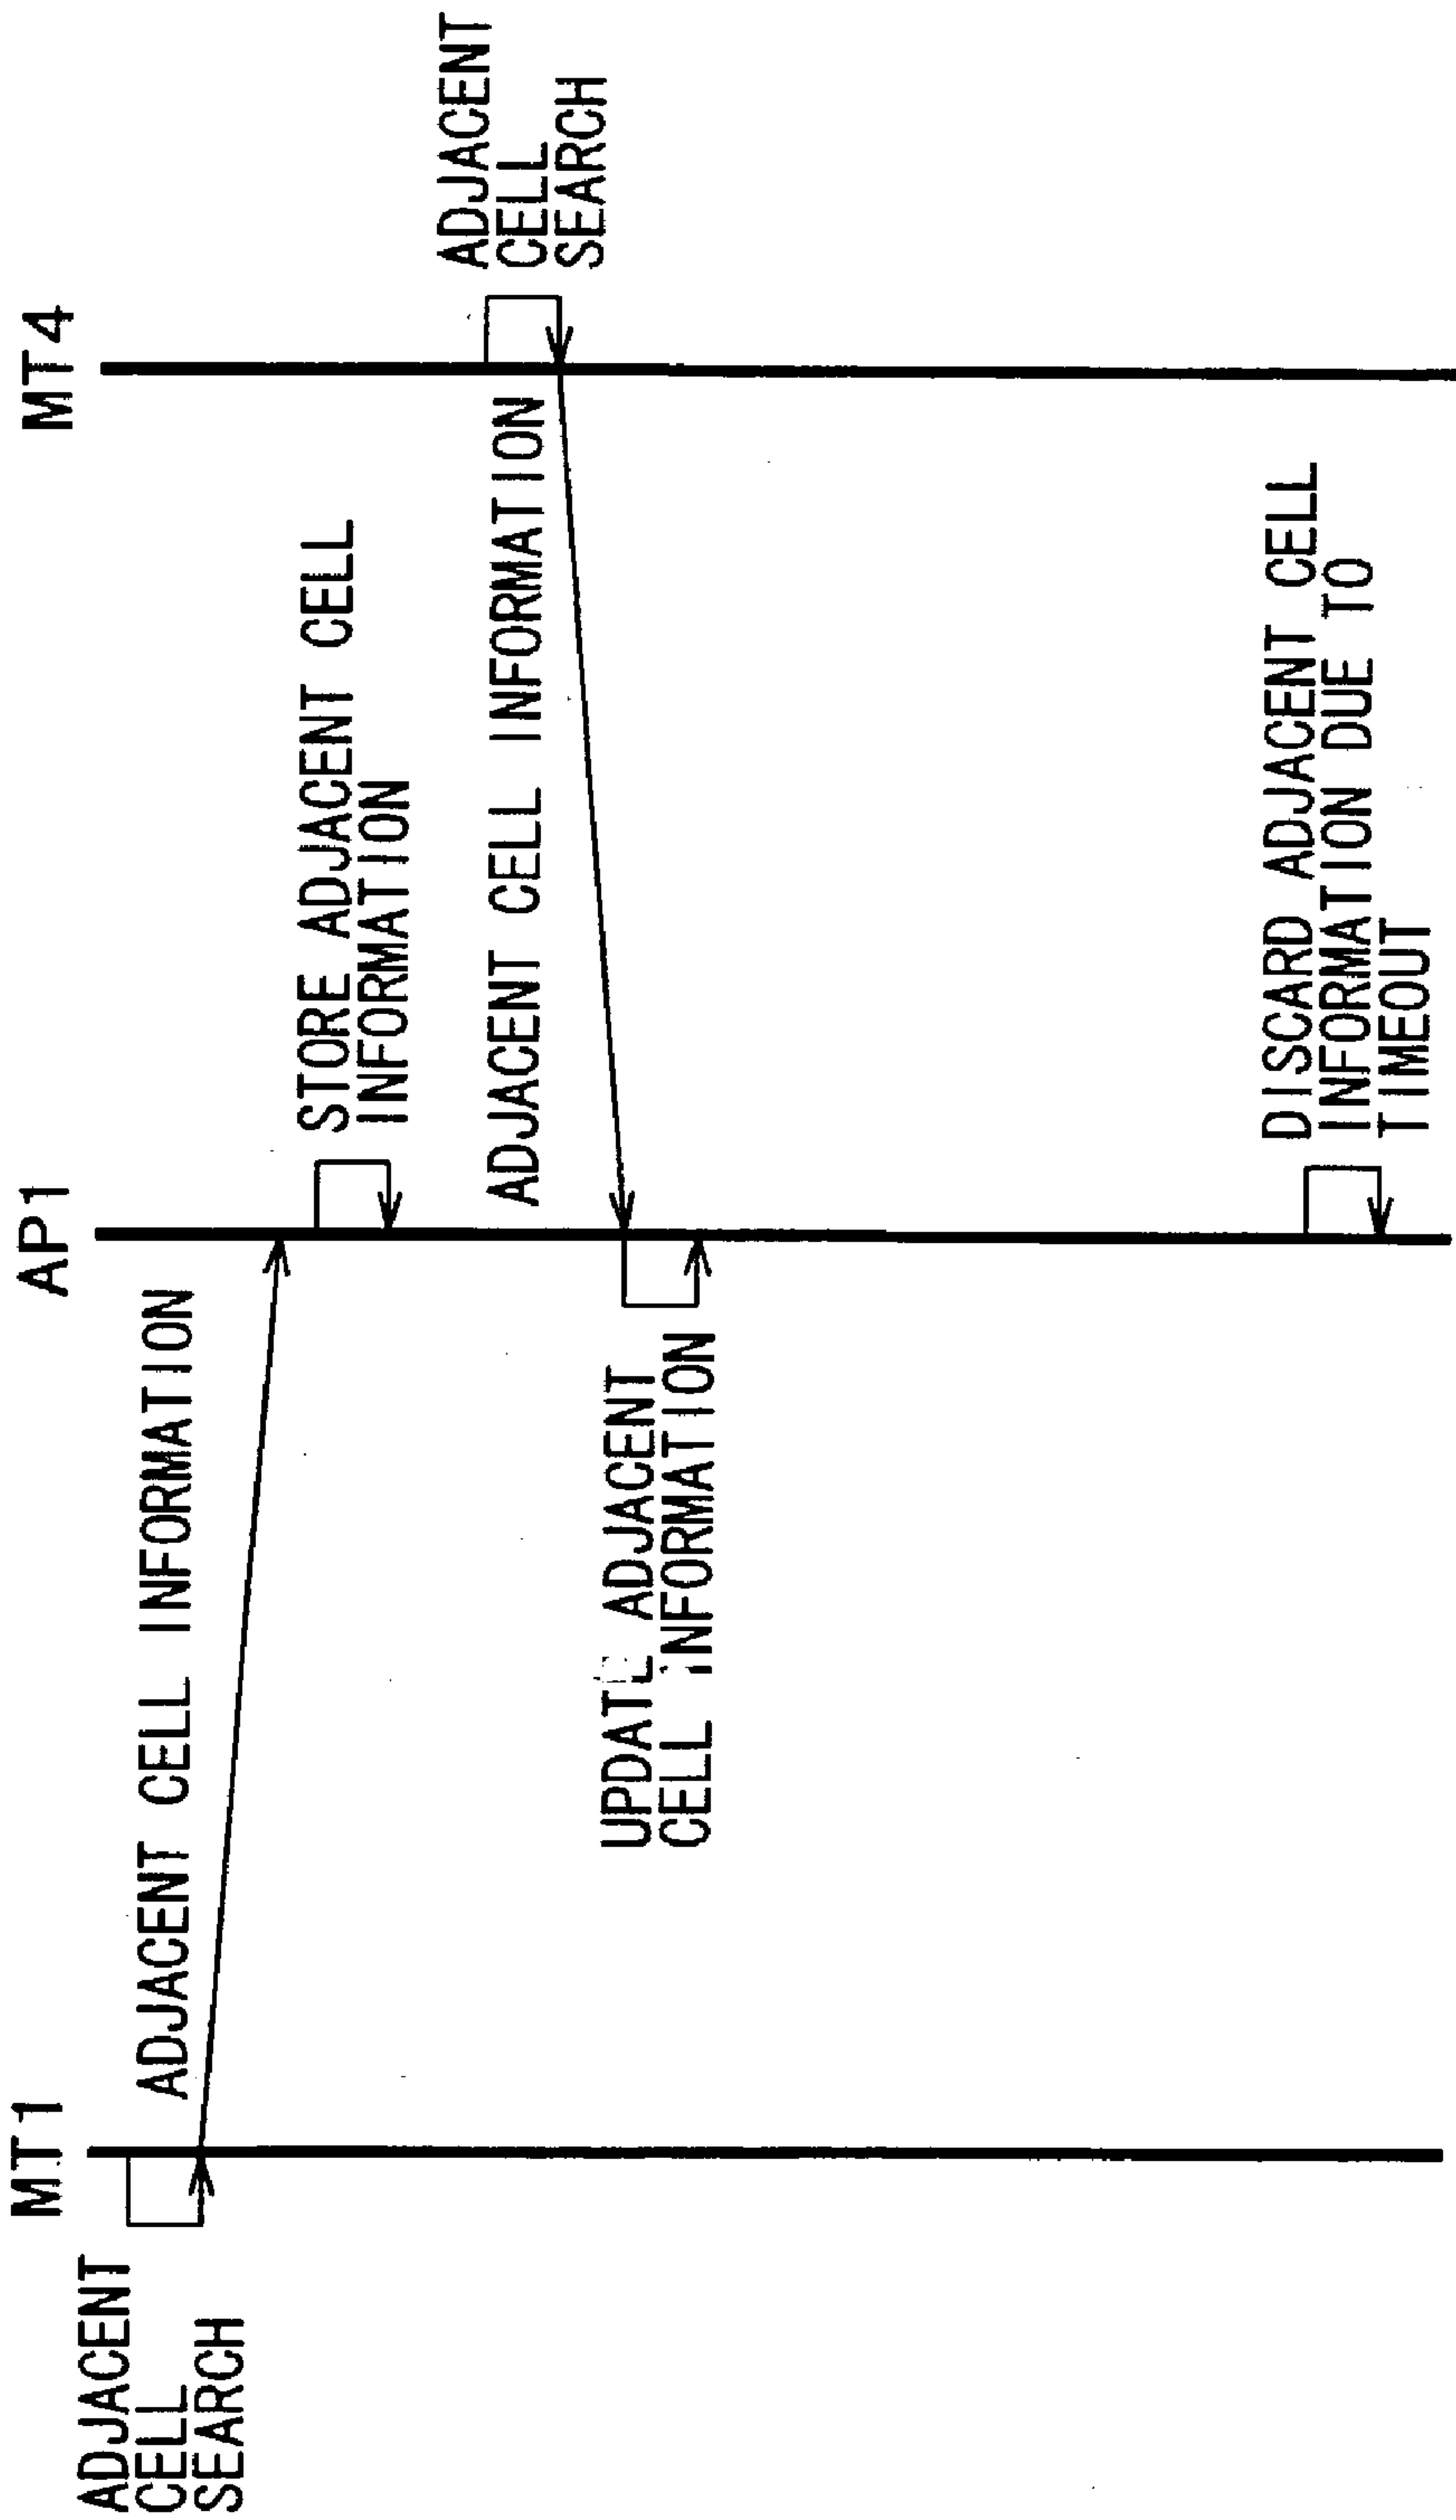 MT1
AP1
MT4
ADJACENT
CELL
SEARCH
ADJACENT CELL INFORMATION
STORE ADJACENT CELL
INFORMATION
ADJACENT
CELL
SEARCH
ADJACENT CELL INFORMATION
UPDATE ADJACENT
CELL INFORMATION
DISCARD ADJACENT CELL
INFORMATION DUE TO
TIMEOUT